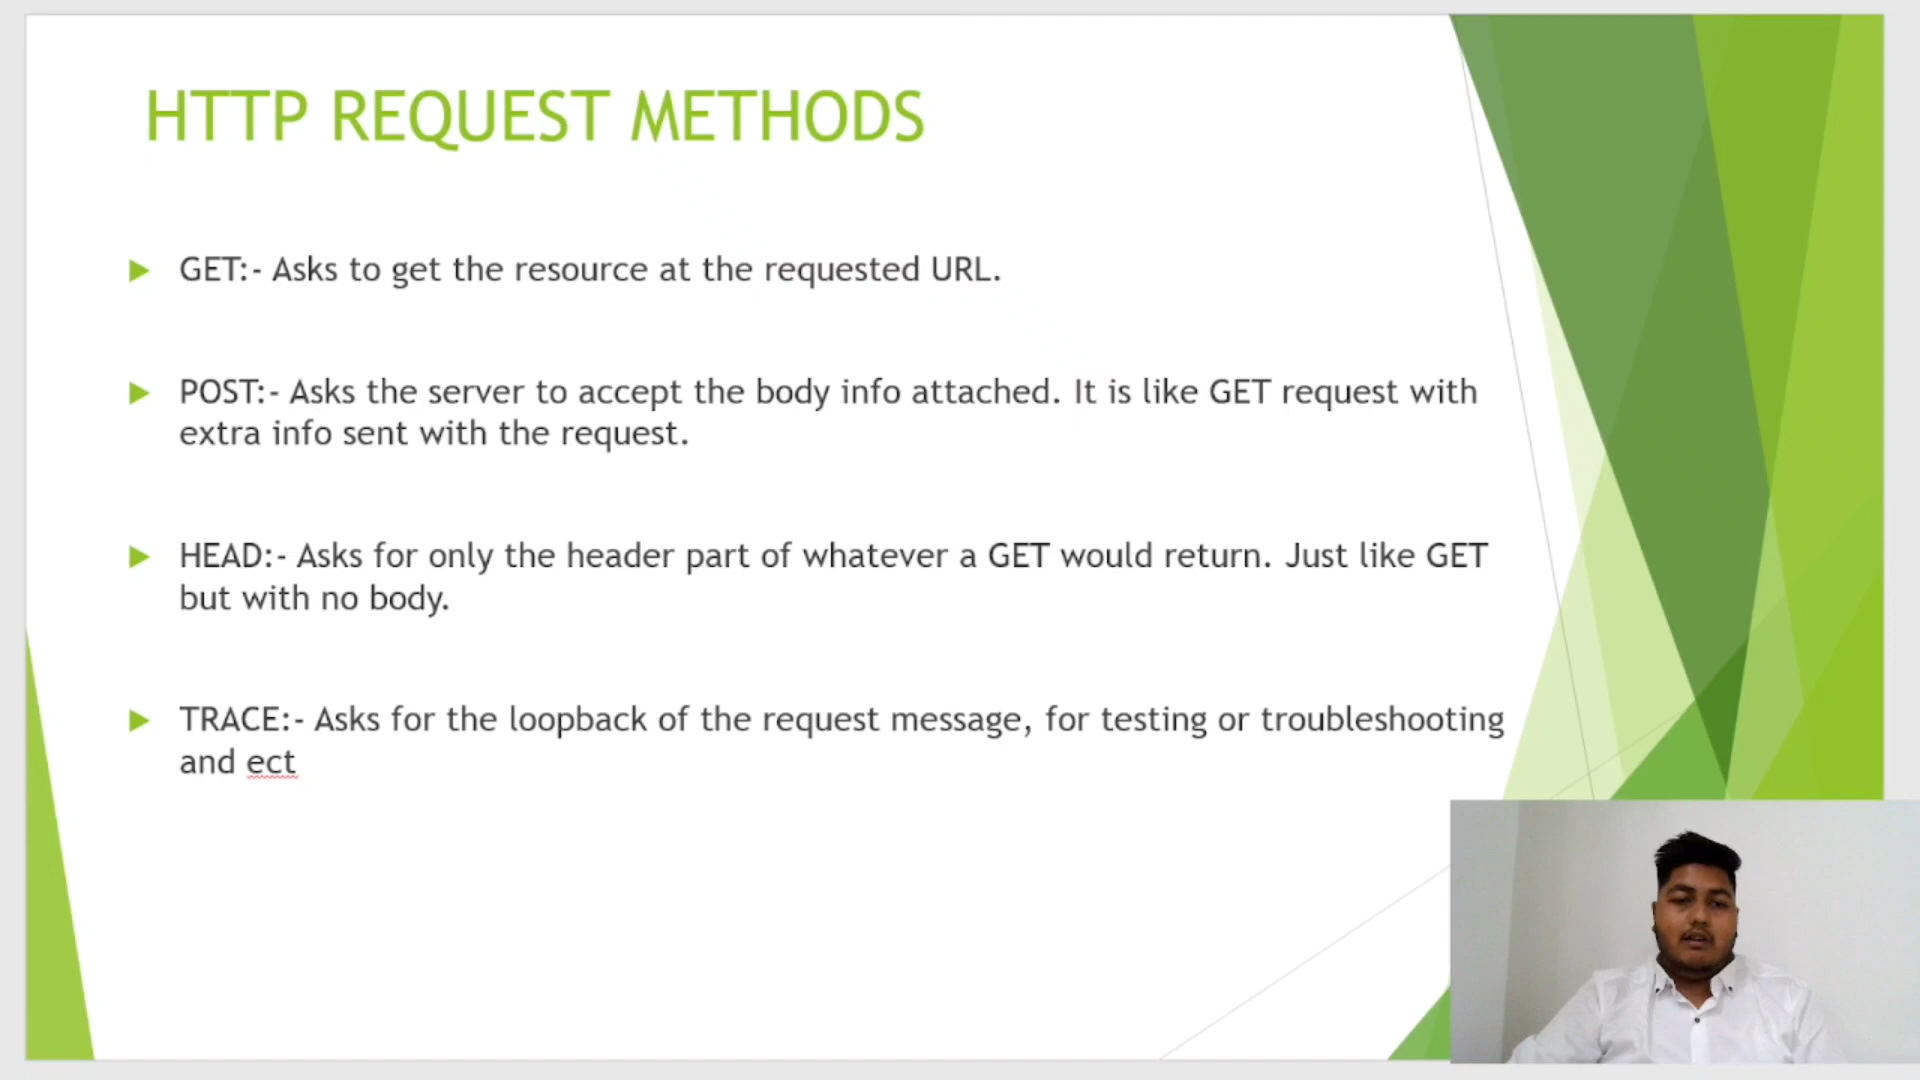 HTTP REQUEST METHODS
GET:- Asks to get the resource at the requested URL.
POST:- Asks the server to accept the body info attached. It is like GET request with
extra info sent with the request.
HEAD:- Asks for only the header part of whatever a GET would return. Just like GET
but with no body.
TRACE:- Asks for the loopback of the request message, for testing or troubleshooting
and ect